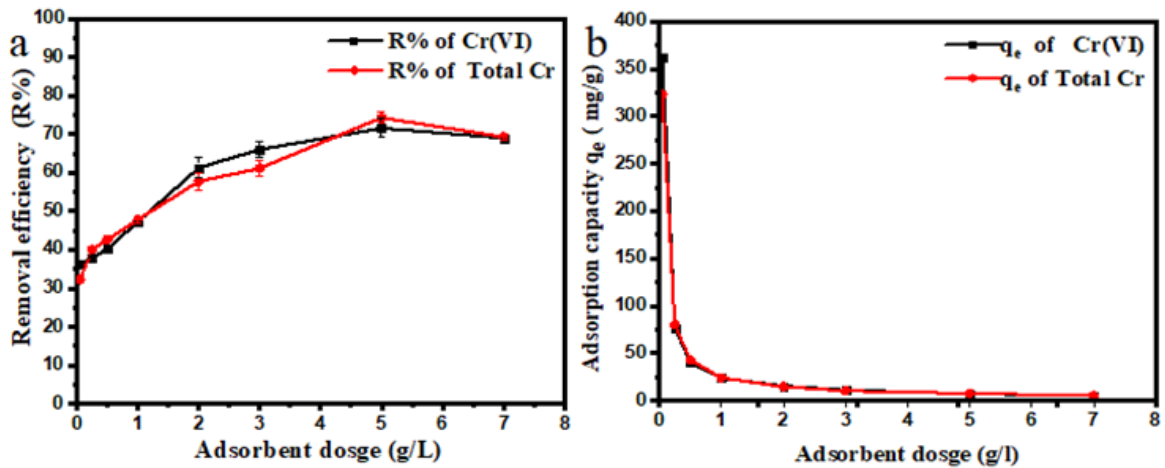 a
R% of Cr(VI)
R% of Total Cr
Removal efficiency (R%)
100
90
80
70
60
50
40
30
20
10
0
0 1 2 3 4 5 6 7 8
Adsorbent dosge (g/L)
b
qₑ of Cr(VI)
qₑ of Total Cr
Adsorption capacity qₑ ( mg/g)
400
350
300
250
200
150
100
50
0
0 1 2 3 4 5 6 7 8
Adsorbent dosge (g/l)